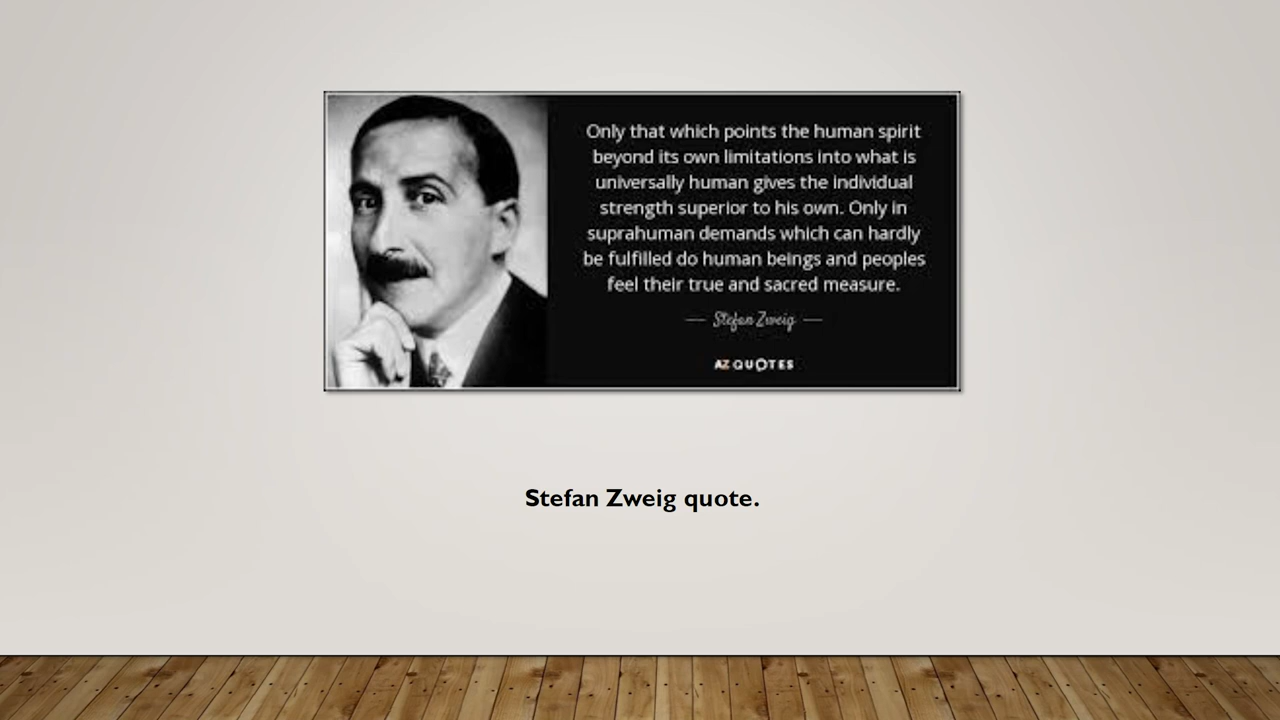 Only that which points the human spirit
beyond its own limitations into what is
universally human gives the individual
strength superior to his own. Only in
suprahuman demands which can hardly
be fulfilled do human beings and peoples
feel their true and sacred measure.
Stefan Zweig
AZ QUOTES
Stefan Zweig quote.